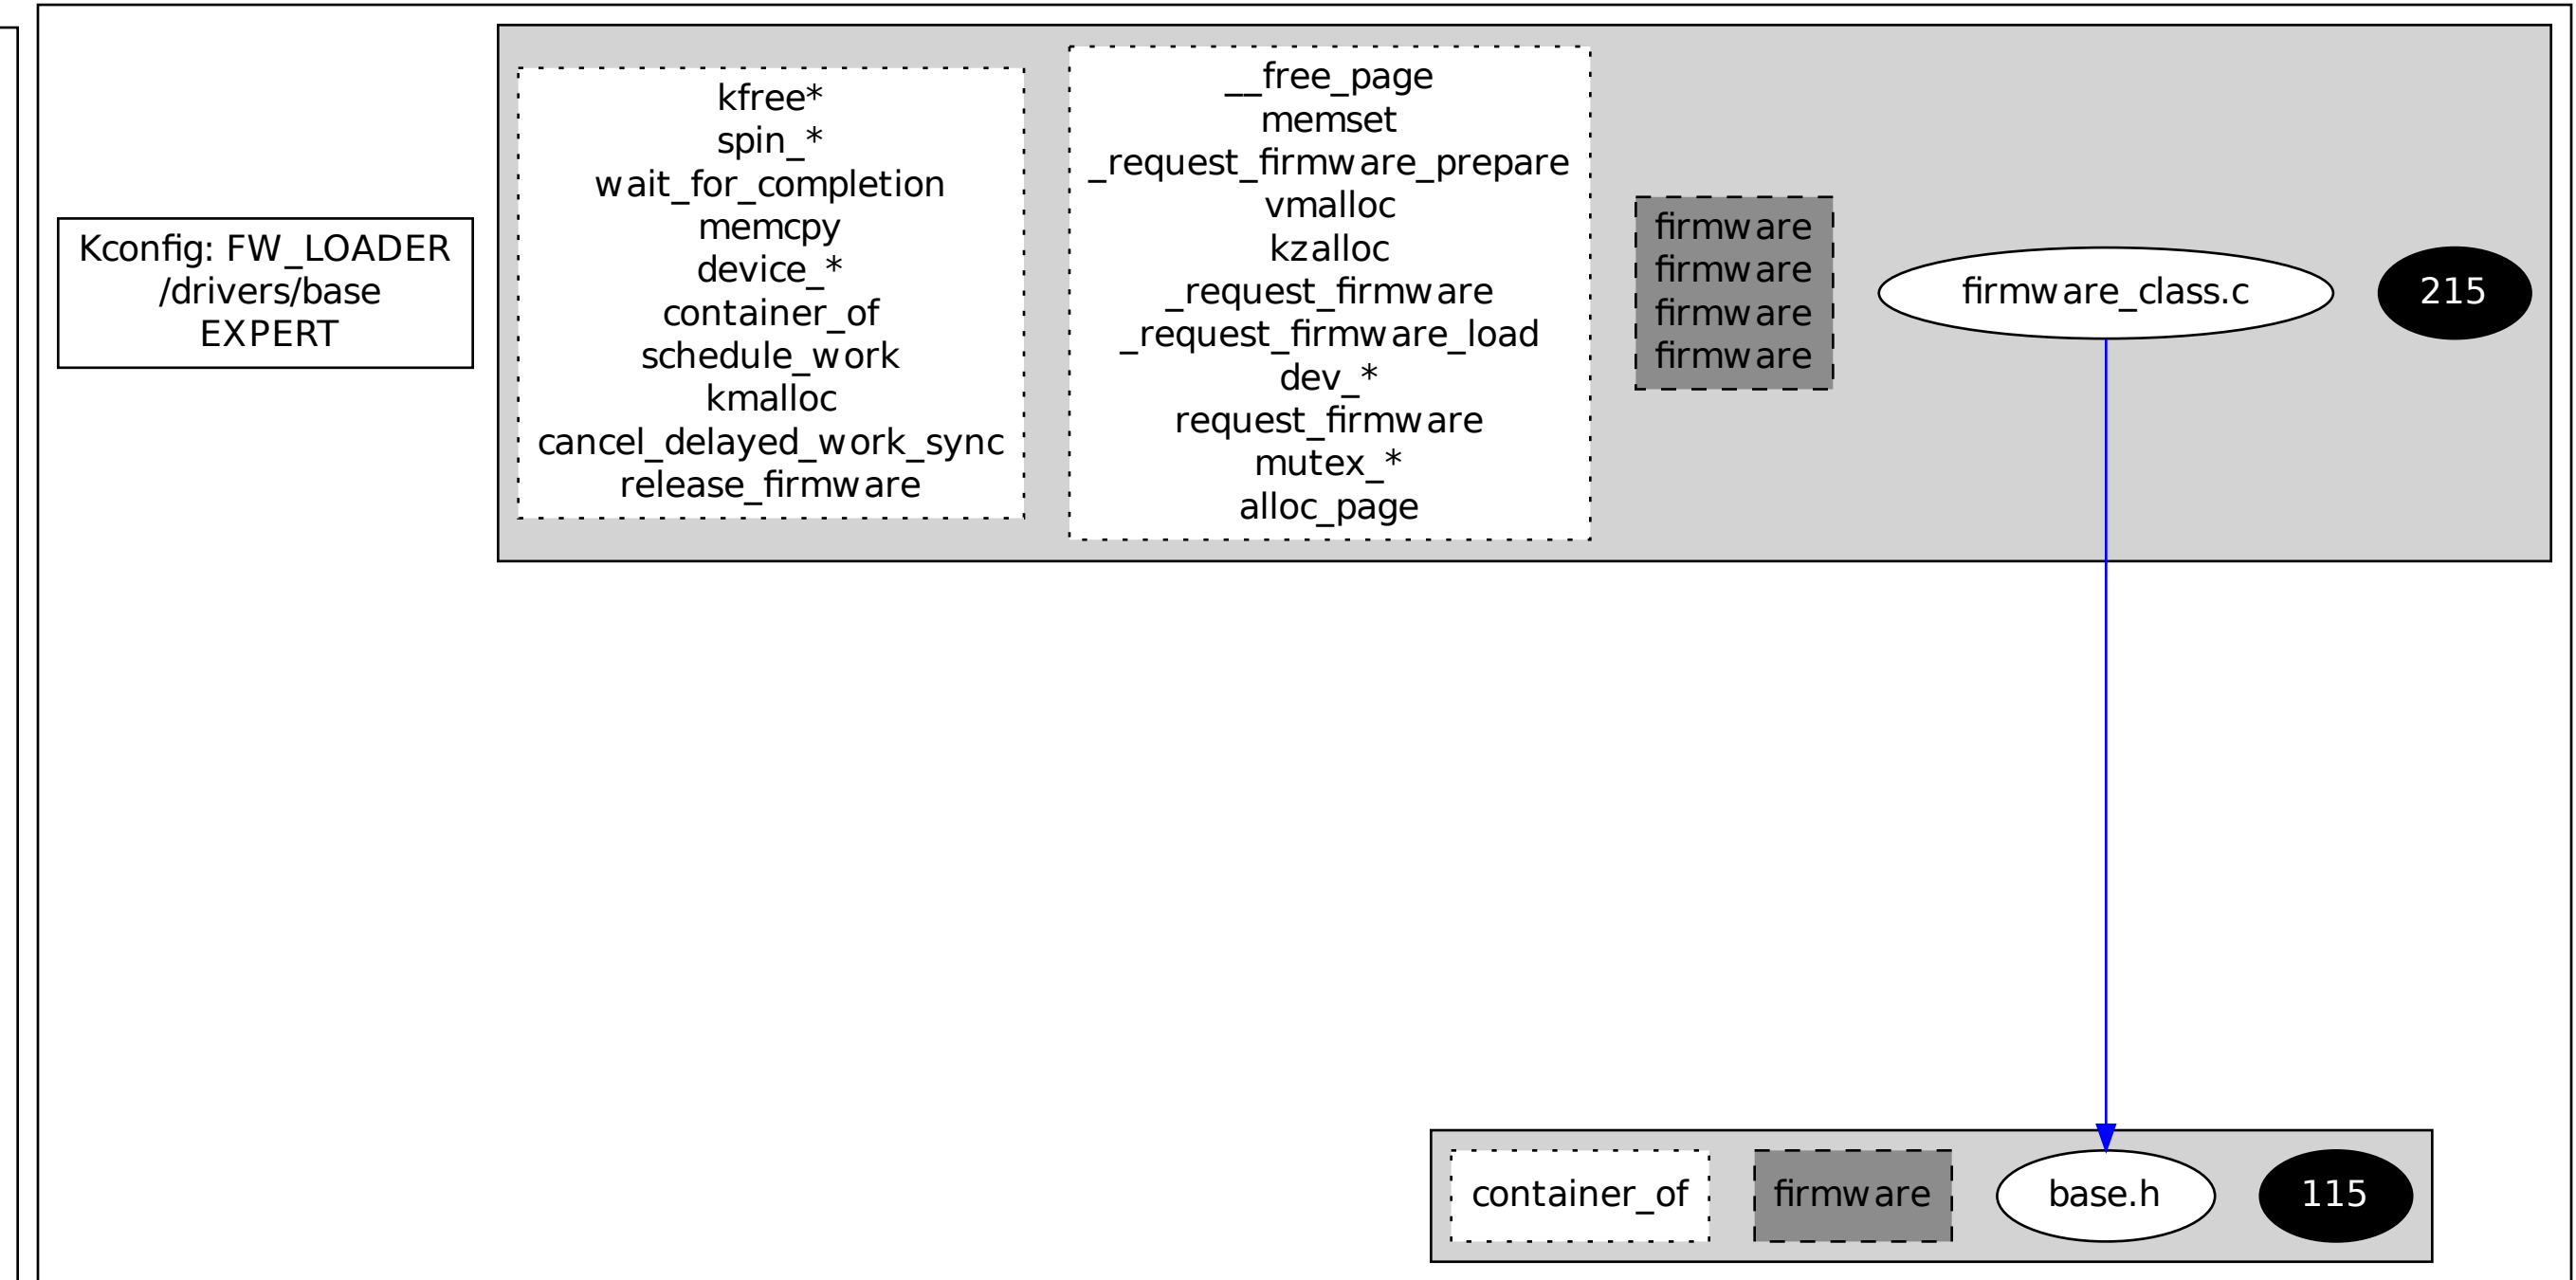 Kconfig: FW_LOADER
/drivers/base
EXPERT
kfree*
spin_*
wait_for_completion
memcpy
device_*
container_of
schedule_work
kmalloc
cancel_delayed_work_sync
release_firmware
__free_page
memset
_request_firmware_prepare
vmalloc
kzalloc
_request_firmware
_request_firmware_load
dev_*
request_firmware
mutex_*
alloc_page
firmware
firmware
firmware
firmware
firmware_class.c
215
container_of
firmware
base.h
115